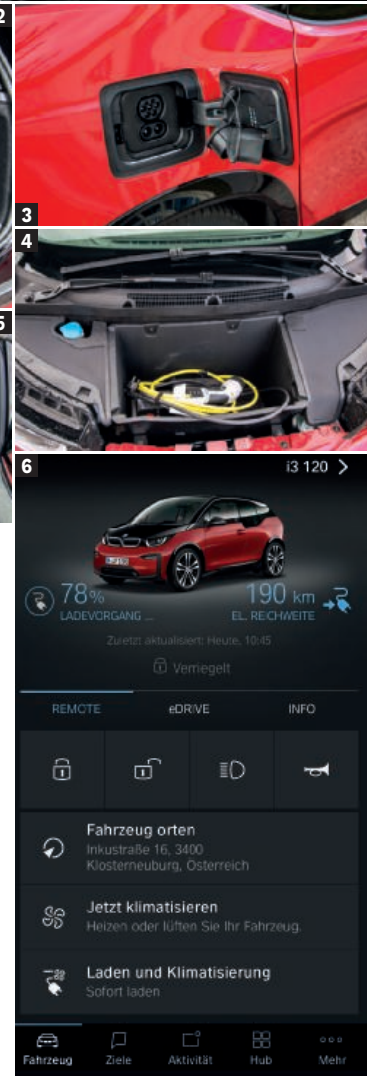 2
3
4
5
6
i3 120 >
78%
LADEVORGANG ...
190 km
EL. REICHWEITE
Zuletzt aktualisiert: Heute, 10:45
Verriegelt
REMOTE
eDRIVE
INFO
Fahrzeug orten
Inkustraße 16, 3400
Klosterneuburg, Österreich
Jetzt klimatisieren
Heizen oder lüften Sie Ihr Fahrzeug.
Laden und Klimatisierung
Sofort laden
Fahrzeug
Ziele
Aktivität
Hub
Mehr